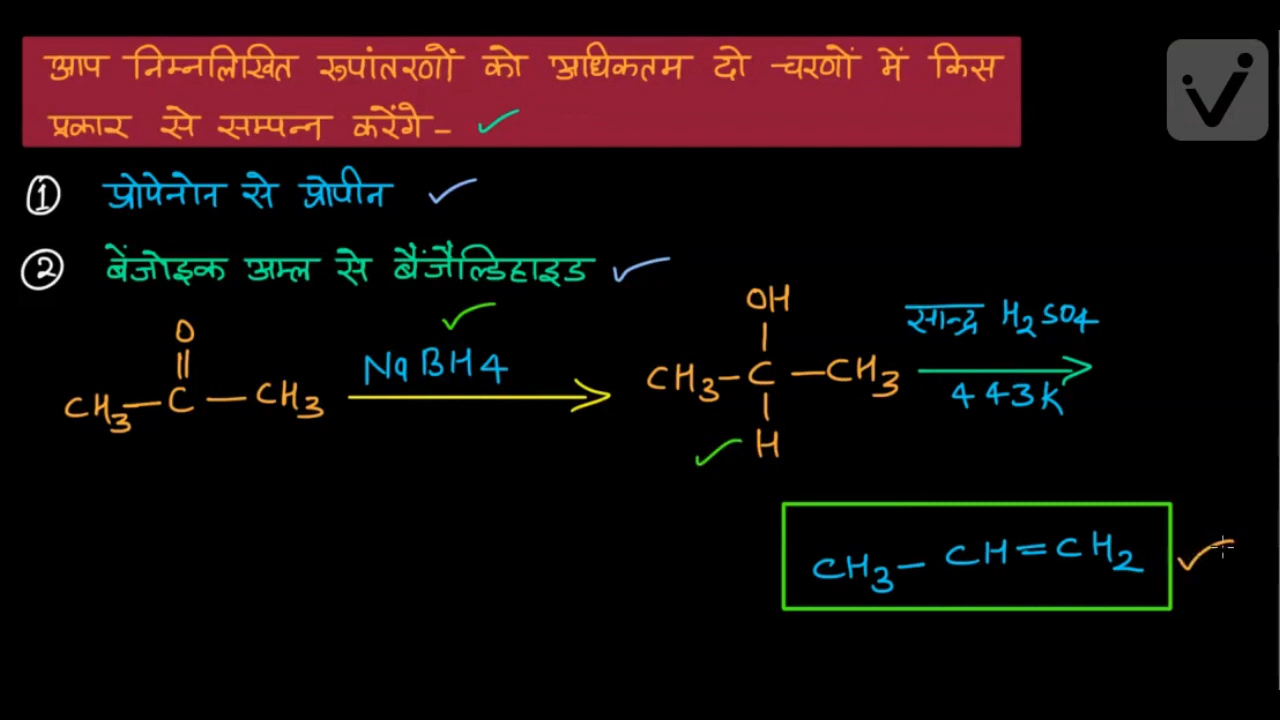 आप निम्नलिखित रूपांतरणों को अधिकतम दो चरणों में किस
प्रकार से सम्पन्न करेंगे-
① प्रोपेनोन से प्रोपीन
② बेंजोइक अम्ल से बैंजैल्डिहाइड
O
||
CH3-C-CH3
NaBH4
OH
|
CH3-C-CH3
|
H
सान्द्र H2SO4
443K
CH3-CH=CH2